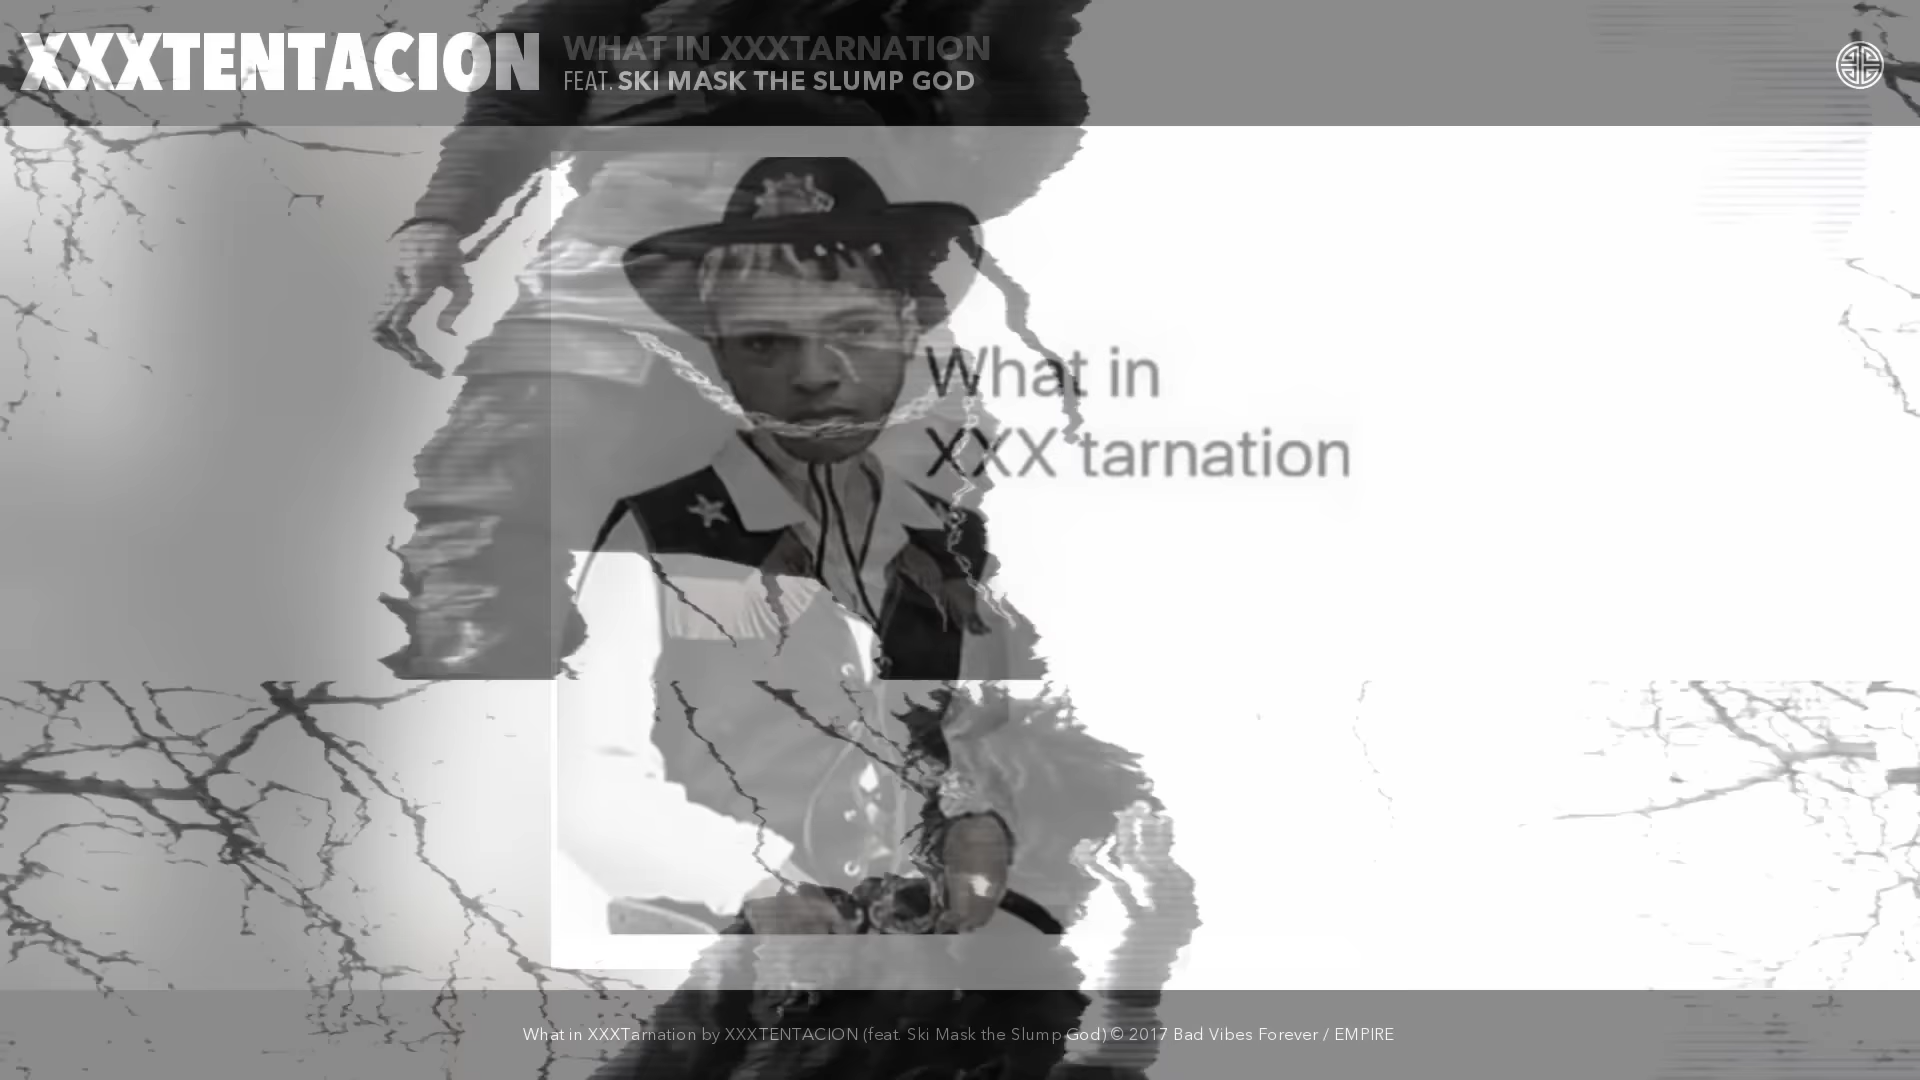 XXXTENTACION
WHAT IN XXXTARNATION
FEAT. SKI MASK THE SLUMP GOD
What in
XXX tarnation
What in XXXTarnation by XXXTENTACION (feat. Ski Mask the Slump God) © 2017 Bad Vibes Forever / EMPIRE